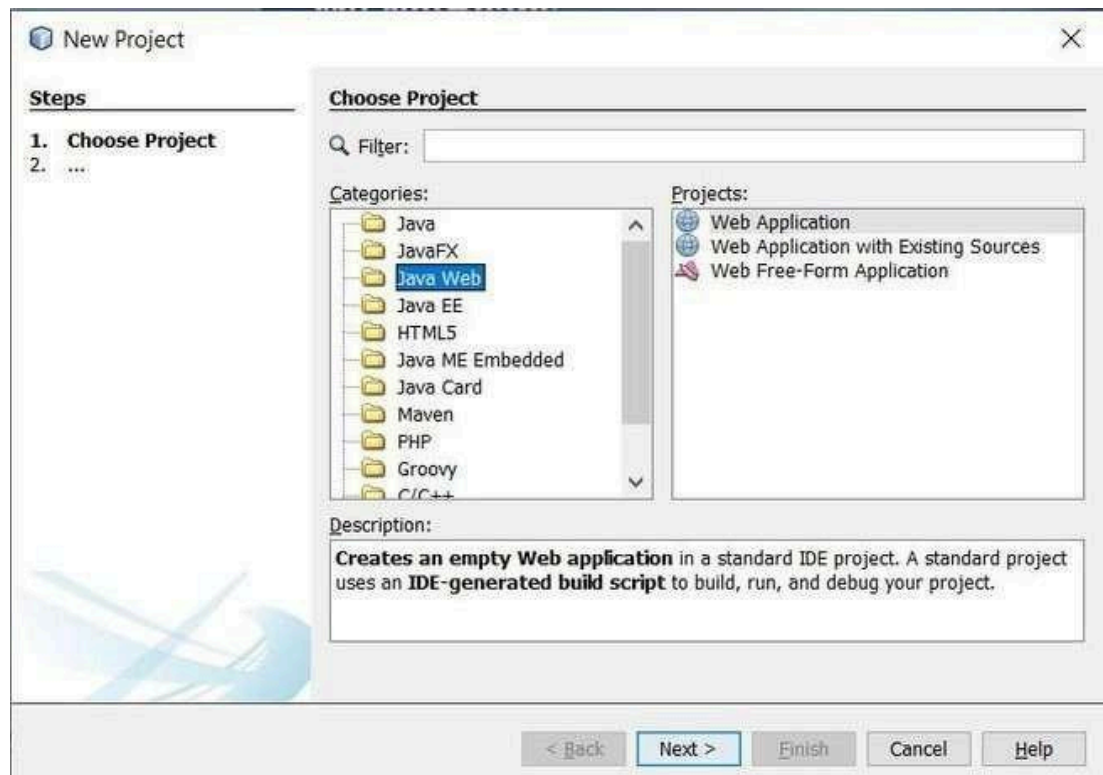 New Project
Steps
1. Choose Project
2. ...
Choose Project
Filter:
Categories:
Java
JavaFX
Java Web
Java EE
HTML5
Java ME Embedded
Java Card
Maven
PHP
Groovy
C/C++
Projects:
Web Application
Web Application with Existing Sources
Web Free-Form Application
Description:
Creates an empty Web application in a standard IDE project. A standard project
uses an IDE-generated build script to build, run, and debug your project.
< Back
Next >
Finish
Cancel
Help